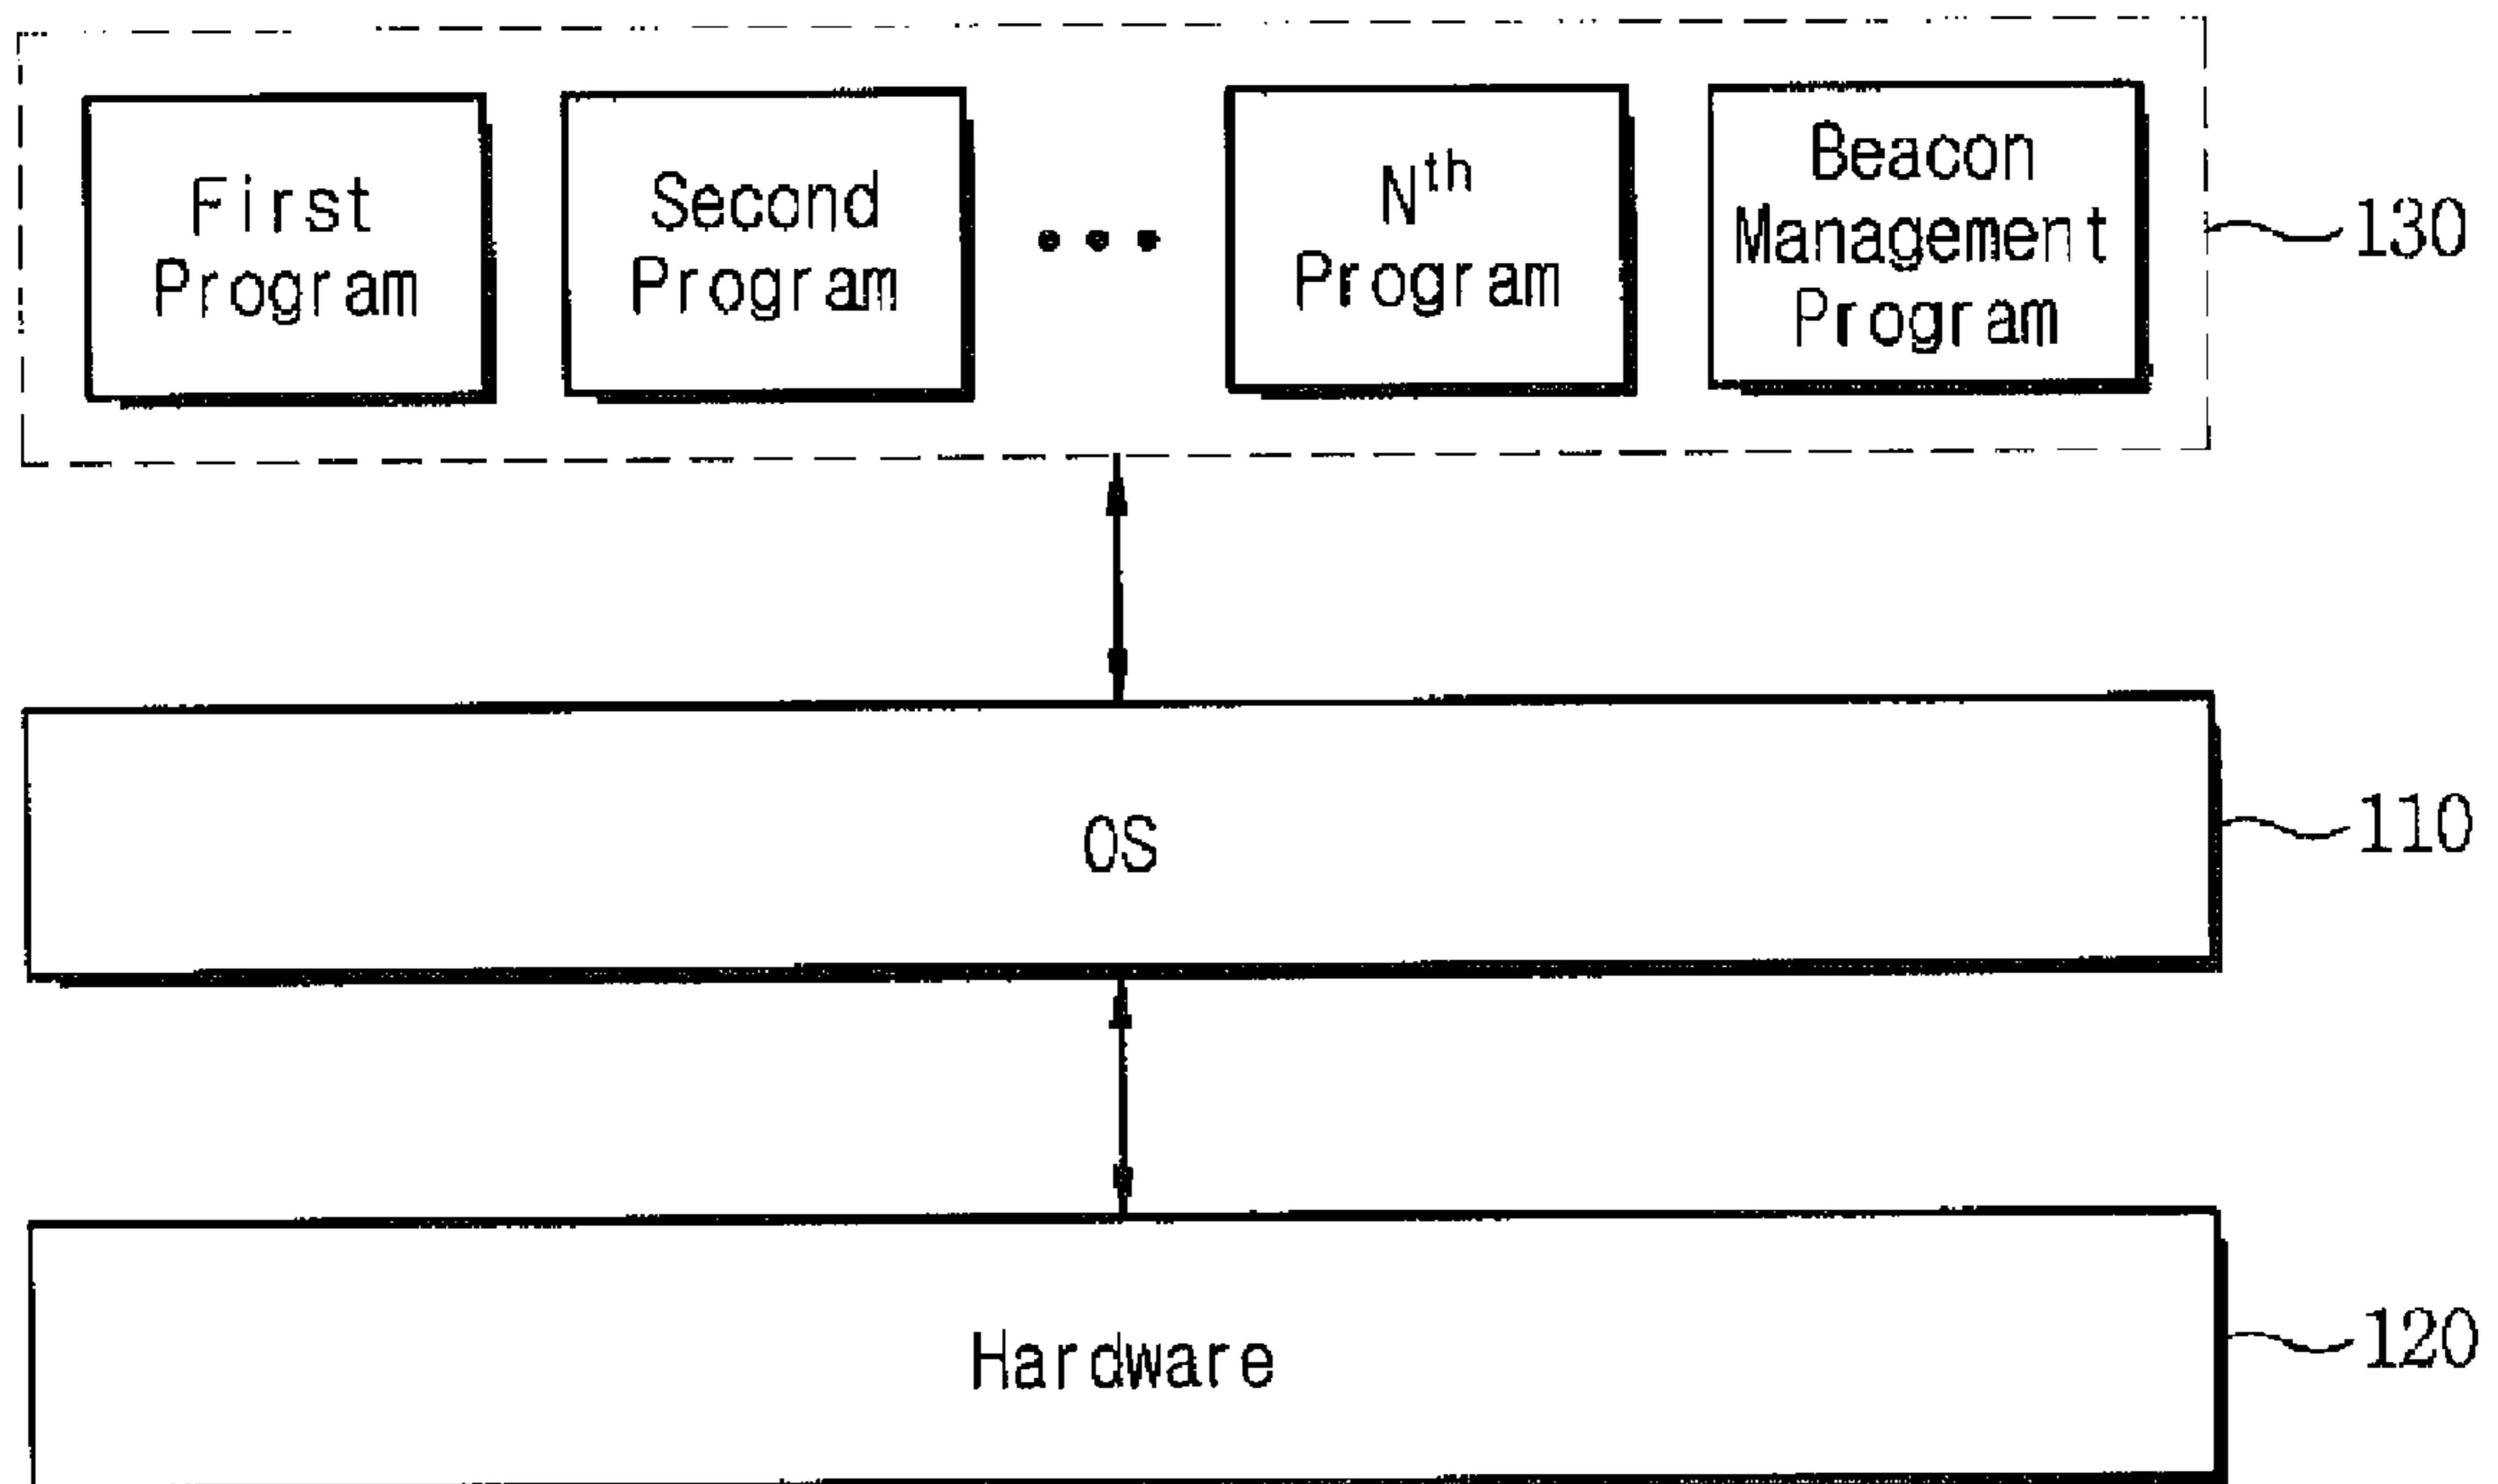 First
Program
Second
Program
Nth
Program
Beacon
Management
Program
130
OS
110
Hardware
120